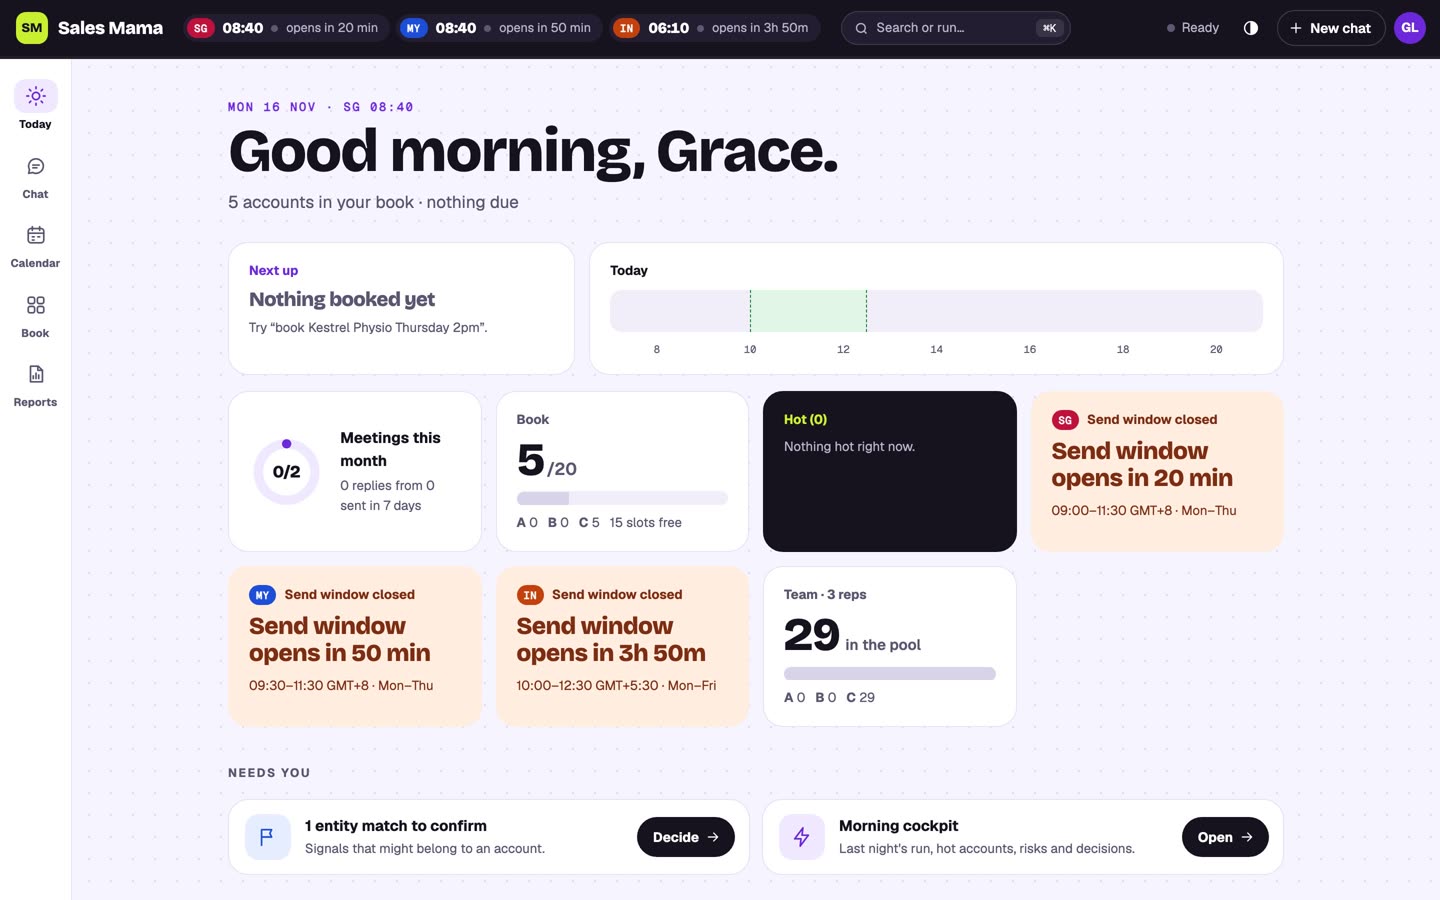 SM Sales Mama SG 08:40 opens in 20 min MY 08:40 opens in 50 min IN 06:10 opens in 3h 50m Search or run... ⌘K Ready New chat GL
Today
Chat
Calendar
Book
Reports
MON 16 NOV · SG 08:40
Good morning, Grace.
5 accounts in your book · nothing due
Next up
Nothing booked yet
Try “book Kestrel Physio Thursday 2pm”.
Today
8 10 12 14 16 18 20
0/2
Meetings this
month
0 replies from 0
sent in 7 days
Book
5/20
A 0 B 0 C 5 15 slots free
Hot (0)
Nothing hot right now.
SG Send window closed
Send window
opens in 20 min
09:00–11:30 GMT+8 · Mon–Thu
MY Send window closed
Send window
opens in 50 min
09:30–11:30 GMT+8 · Mon–Thu
IN Send window closed
Send window
opens in 3h 50m
10:00–12:30 GMT+5:30 · Mon–Fri
Team · 3 reps
29 in the pool
A 0 B 0 C 29
NEEDS YOU
1 entity match to confirm
Signals that might belong to an account.
Decide →
Morning cockpit
Last night's run, hot accounts, risks and decisions.
Open →